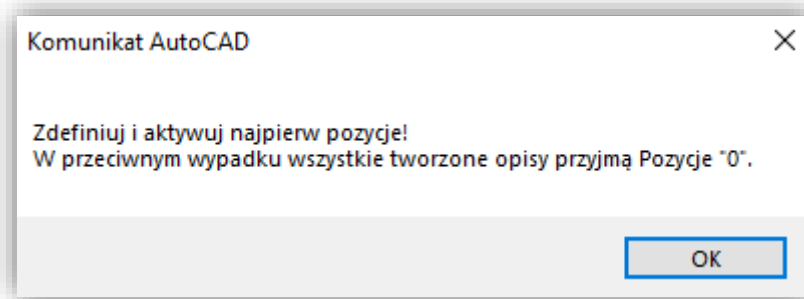 Komunikat AutoCAD
Zdefiniuj i aktywuj najpierw pozycje!
W przeciwnym wypadku wszystkie tworzone opisy przyjmą Pozycje "0".
OK